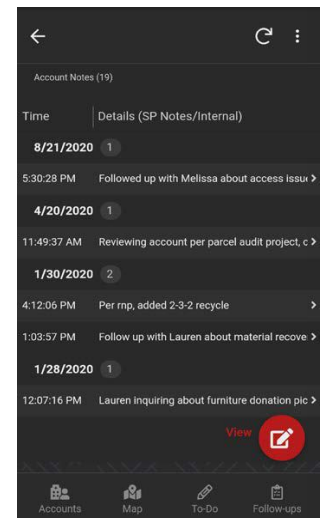 Account Notes (19)
Time Details (SP Notes/Internal)
8/21/2020 1
5:30:28 PM Followed up with Melissa about access issu
4/20/2020 1
11:49:37 AM Reviewing account per parcel audit project, c
1/30/2020 2
4:12:06 PM Per rnp, added 2-3-2 recycle
1:03:57 PM Follow up with Lauren about material recove
1/28/2020 1
12:07:16 PM Lauren inquiring about furniture donation pic
View
Accounts Map To-Do Follow-ups